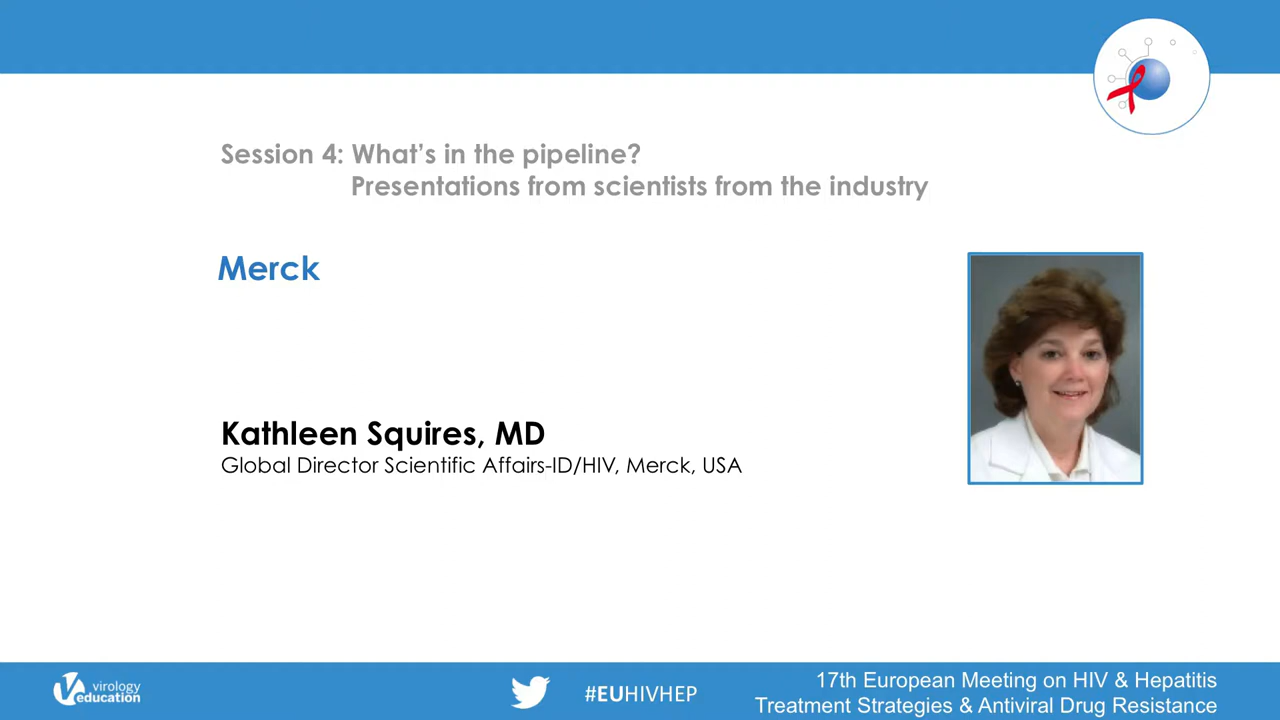 Session 4: What's in the pipeline?
Presentations from scientists from the industry
Merck
Kathleen Squires, MD
Global Director Scientific Affairs-ID/HIV, Merck, USA
virology
education
#EUHIVHEP
17th European Meeting on HIV & Hepatitis
Treatment Strategies & Antiviral Drug Resistance